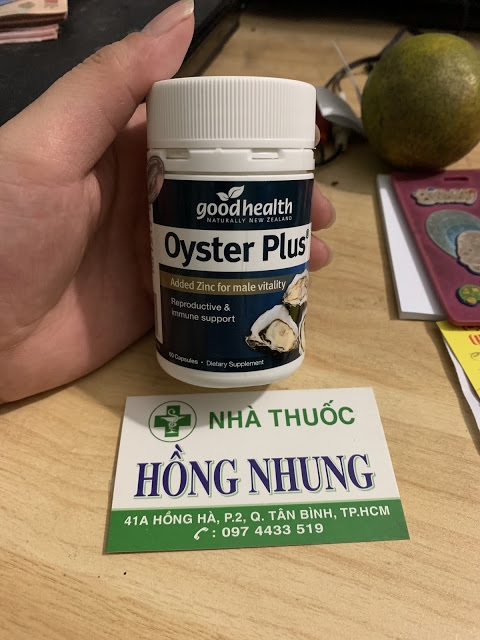 goodhealth
NATURALLY NEW ZEALAND
Oyster Plus®
Added Zinc for male vitality
Reproductive &
immune support
60 Capsules • Dietary Supplement
NHÀ THUỐC
HỒNG NHUNG
41A HỒNG HÀ, P.2, Q. TÂN BÌNH, TP.HCM
: 097 4433 519